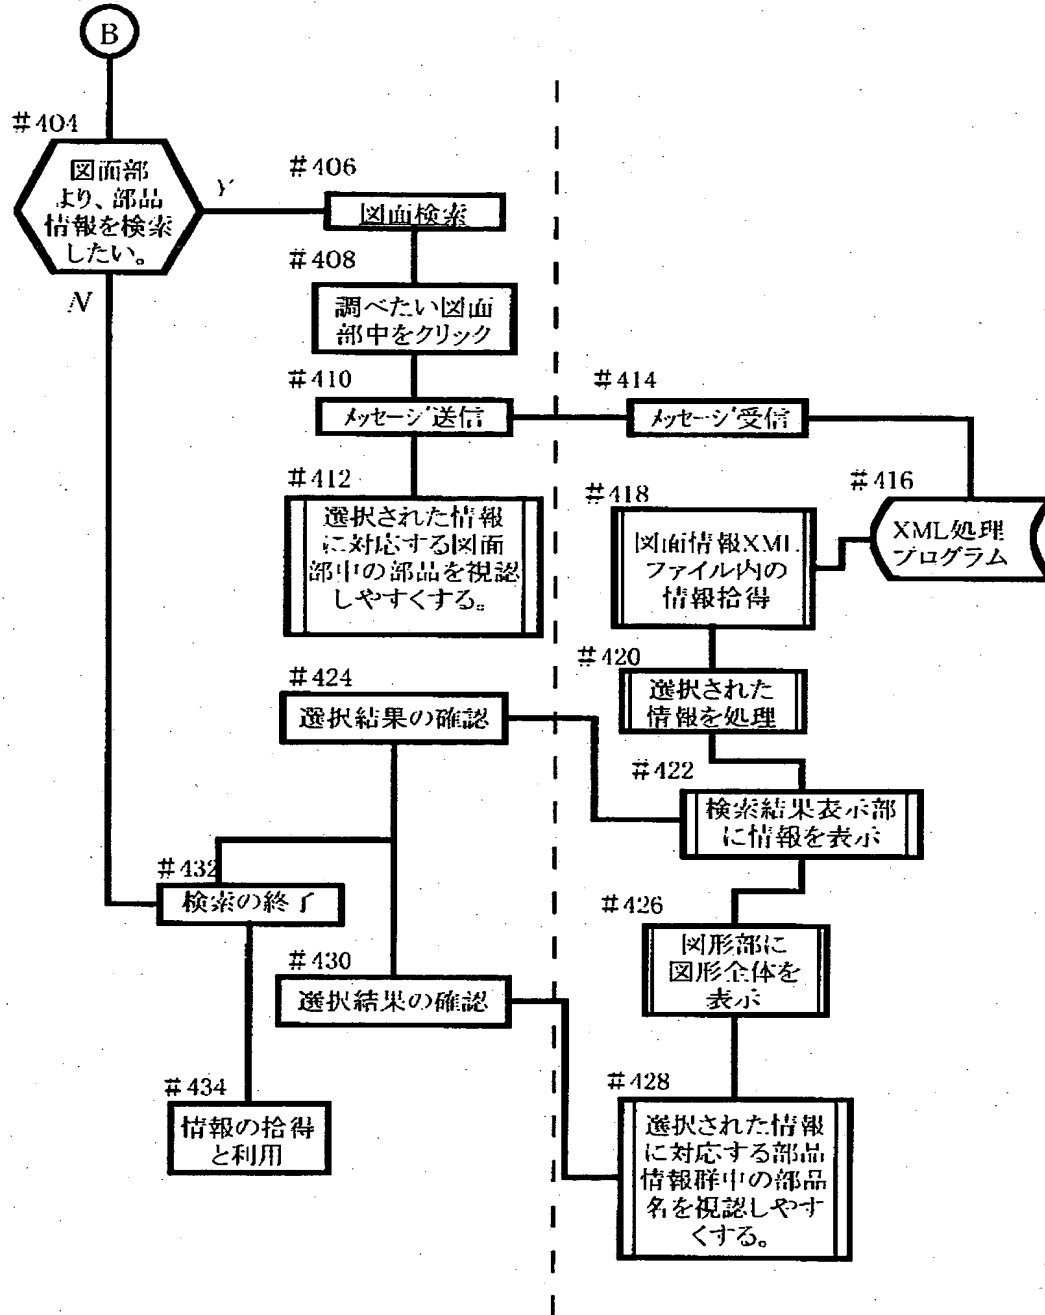 B
#404
図面部
より、部品
情報を検索
したい。
Y
N
#406
図面検索
#408
調べたい図面
部中をクリック
#410
メッセージ送信
#414
メッセージ受信
#412
選択された情報
に対応する図面
部中の部品を視認
しやすくする。
#416
XML処理
プログラム
#418
図面情報XML
ファイル内の
情報拾得
#420
選択された
情報を処理
#424
選択結果の確認
#422
検索結果表示部
に情報を表示
#432
検索の終了
#426
図形部に
図形全体を
表示
#430
選択結果の確認
#434
情報の拾得
と利用
#428
選択された情報
に対応する部品
情報群中の部品
名を視認しやす
くする。